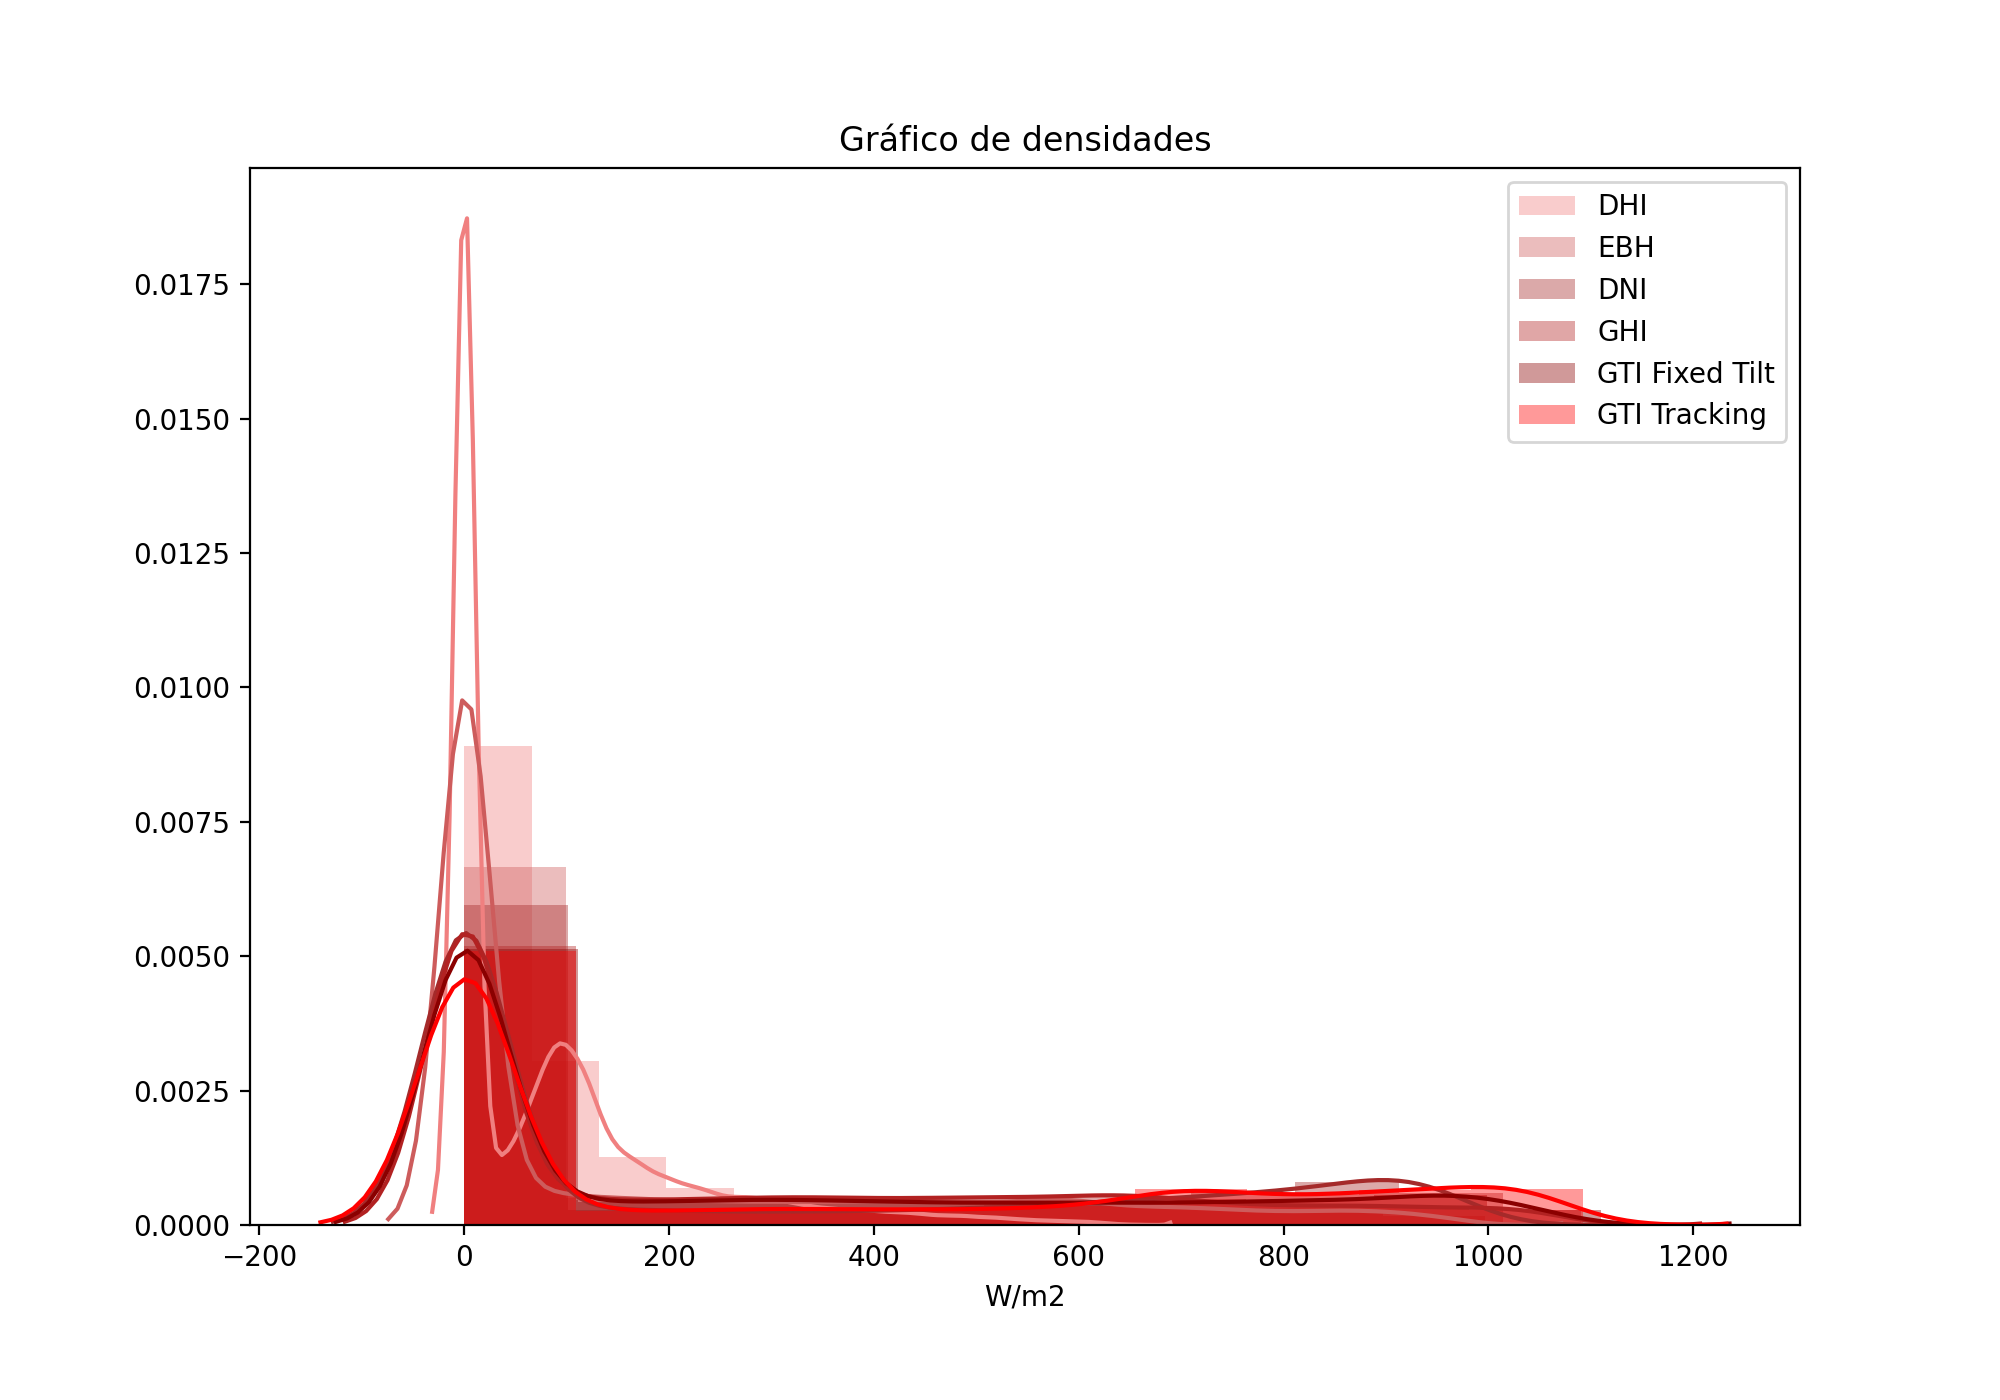 Gráfico de densidades
DHI
EBH
DNI
GHI
GTI Fixed Tilt
GTI Tracking
0.0175
0.0150
0.0125
0.0100
0.0075
0.0050
0.0025
0.0000
−200 0 200 400 600 800 1000 1200
W/m2